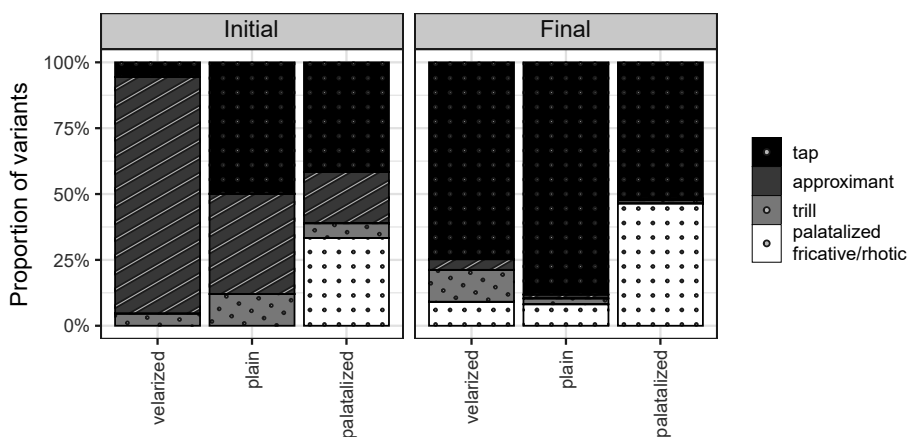 Initial
Final
Proportion of variants
100%
75%
50%
25%
0%
velarized
plain
palatalized
velarized
plain
palatalized
tap
approximant
trill
palatalized
fricative/rhotic